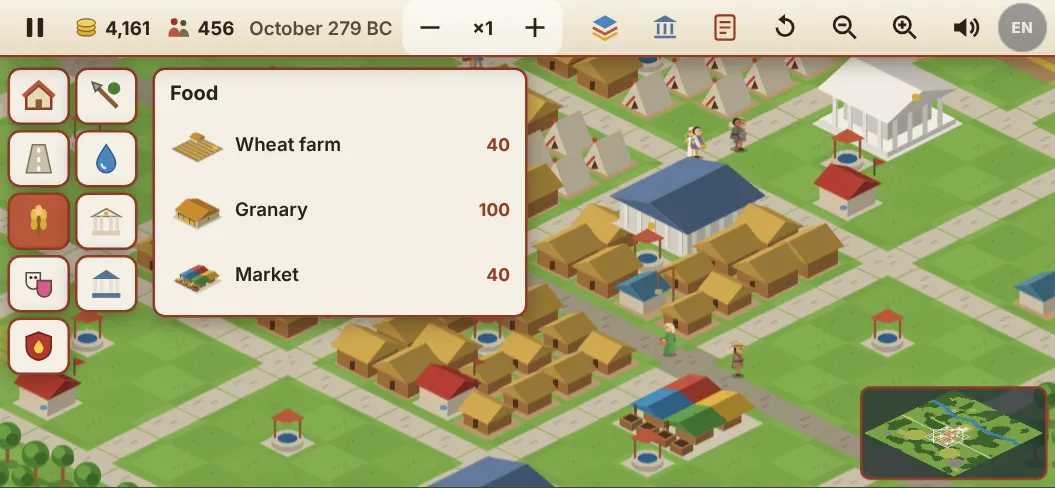 4,161 456 October 279 BC ×1 EN
Food
Wheat farm 40
Granary 100
Market 40